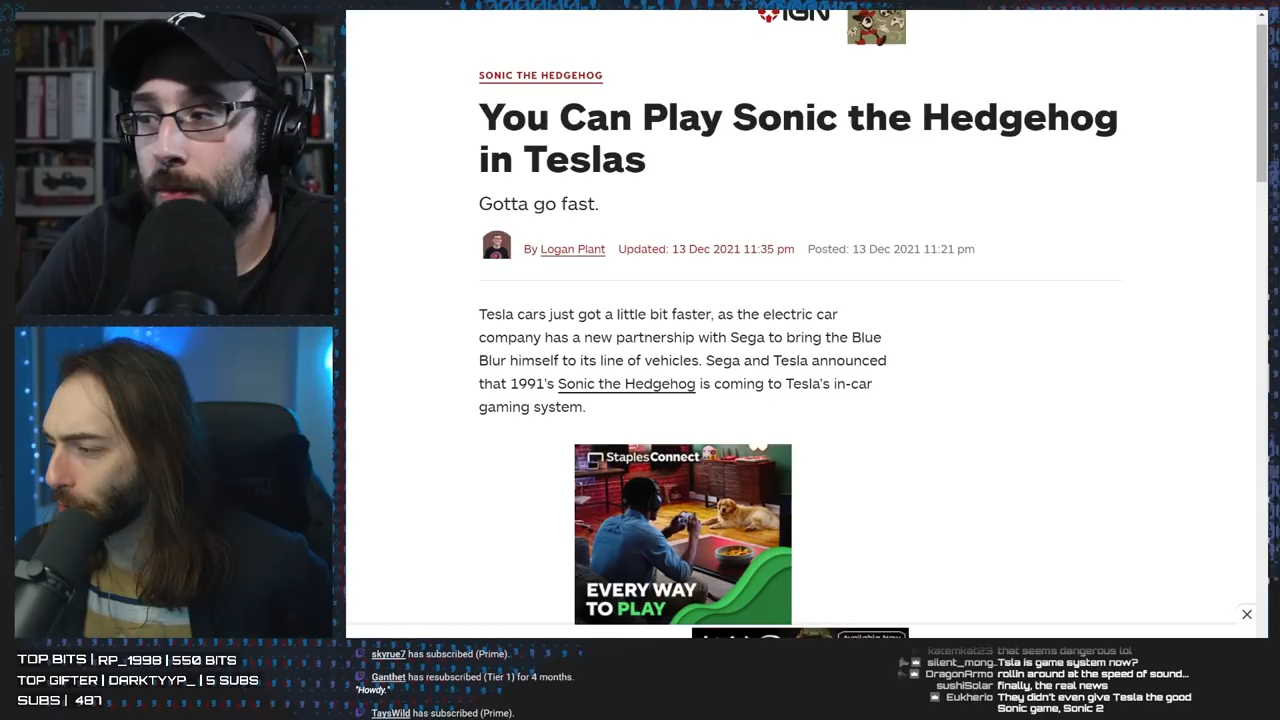 IGN
SONIC THE HEDGEHOG
You Can Play Sonic the Hedgehog
in Teslas
Gotta go fast.
By Logan Plant Updated: 13 Dec 2021 11:35 pm Posted: 13 Dec 2021 11:21 pm
Tesla cars just got a little bit faster, as the electric car
company has a new partnership with Sega to bring the Blue
Blur himself to its line of vehicles. Sega and Tesla announced
that 1991's Sonic the Hedgehog is coming to Tesla's in-car
gaming system.
StaplesConnect
EVERY WAY
TO PLAY
Available Now
TOP BITS | RP_1998 | 550 BITS
TOP GIFTER | DARKTYYP_ | 5 SUBS
SUBS | 487
skyrue7 has subscribed (Prime).
Ganthet has resubscribed (Tier 1) for 4 months.
"Howdy."
TaysWild has subscribed (Prime).
katemkat23 that seems dangerous lol
silent_mong... Tsla is game system now?
DragonArmo rollin around at the speed of sound...
sushiSolar finally, the real news
Eukherio They didn't even give Tesla the good
Sonic game, Sonic 2